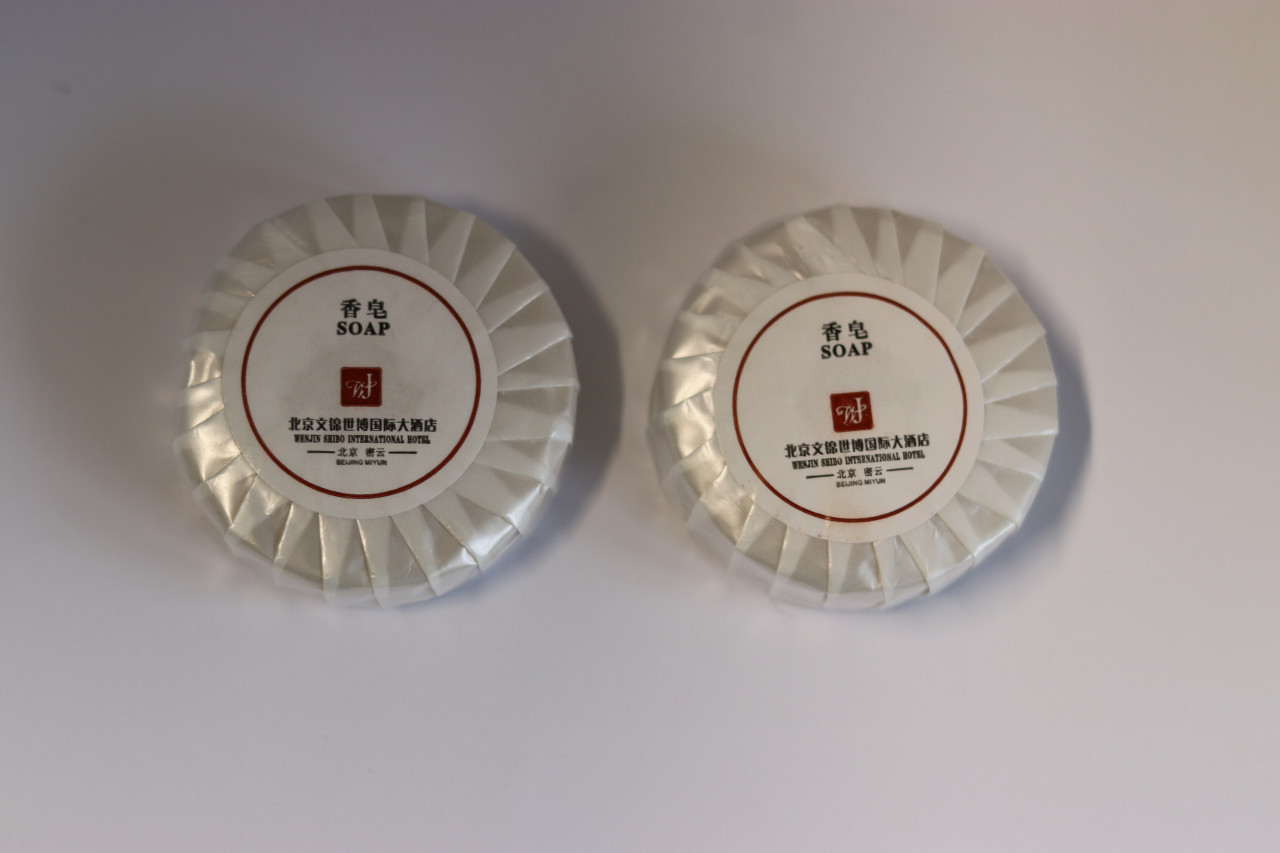 香皂
SOAP
北京文锦世博国际大酒店
WENJIN SHIBO INTERNATIONAL HOTEL
北京 密云
BEIJING MIYUN
香皂
SOAP
北京文锦世博国际大酒店
WENJIN SHIBO INTERNATIONAL HOTEL
北京 密云
BEIJING MIYUN